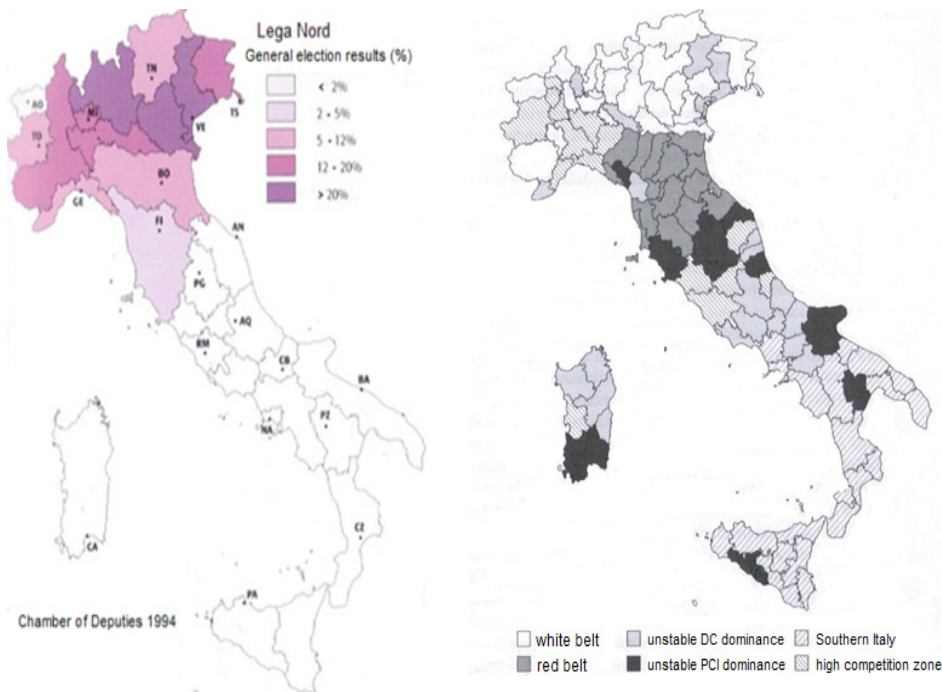 Lega Nord
General election results (%)
< 2%
2 - 5%
5 - 12%
12 - 20%
> 20%
TN
AO
MI
TO
VE
TS
BO
GE
FI
AN
PG
AQ
RM
CB
BA
NA
PZ
CZ
CA
PA
Chamber of Deputies 1994
white belt
unstable DC dominance
Southern Italy
red belt
unstable PCI dominance
high competition zone